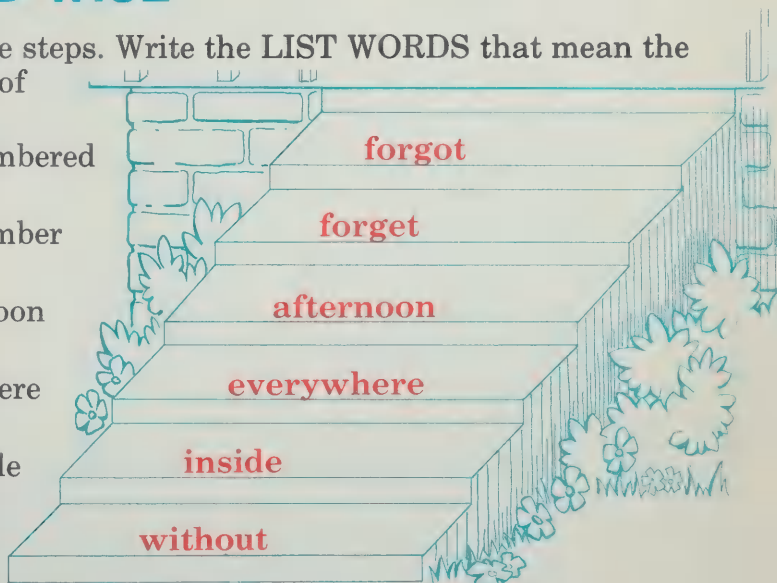 e steps. Write the LIST WORDS that mean the
of
mbered
forgot
mber
forget
oon
afternoon
ere
everywhere
le
inside
without